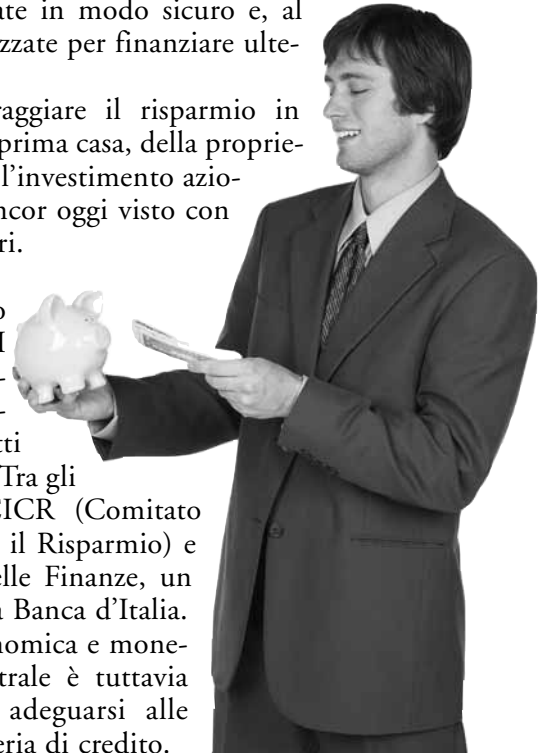 ate in modo sicuro e, al
zzate per finanziare ulte-
raggiare il risparmio in
prima casa, della proprie-
l'investimento azio-
ncor oggi visto con
ri.
o
I
-
-
tti
Tra gli
CICR (Comitato
il Risparmio) e
elle Finanze, un
a Banca d'Italia.
nomica e mone-
trale è tuttavia
adeguarsi alle
eria di credito.